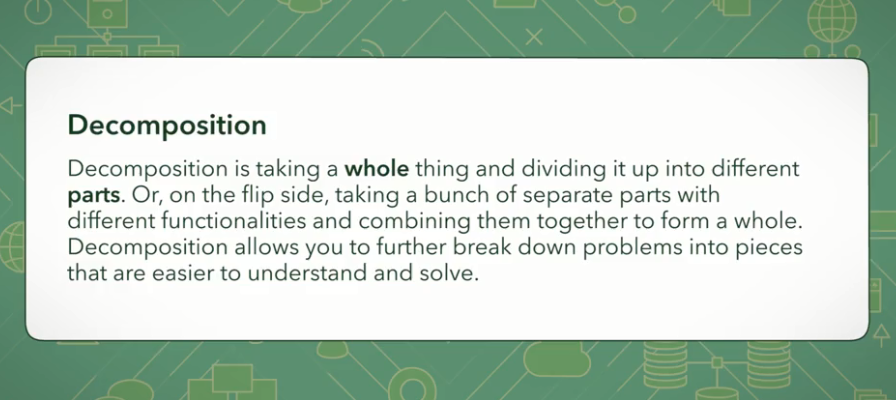 Decomposition
Decomposition is taking a whole thing and dividing it up into different
parts. Or, on the flip side, taking a bunch of separate parts with
different functionalities and combining them together to form a whole.
Decomposition allows you to further break down problems into pieces
that are easier to understand and solve.